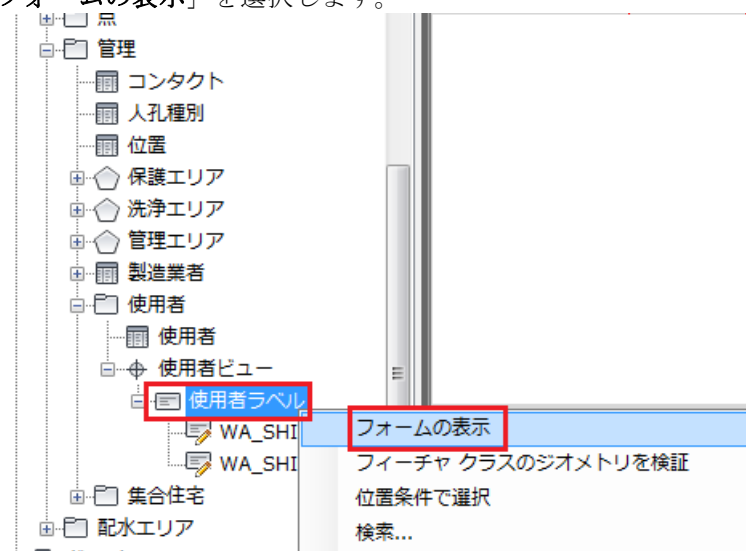 フォームの表示」を選択します。
点
管理
コンタクト
人孔種別
位置
保護エリア
洗浄エリア
管理エリア
製造業者
使用者
使用者
使用者ビュー
使用者ラベル
WA_SHI
WA_SHI
集合住宅
配水エリア
フォームの表示
フィーチャ クラスのジオメトリを検証
位置条件で選択
検索...